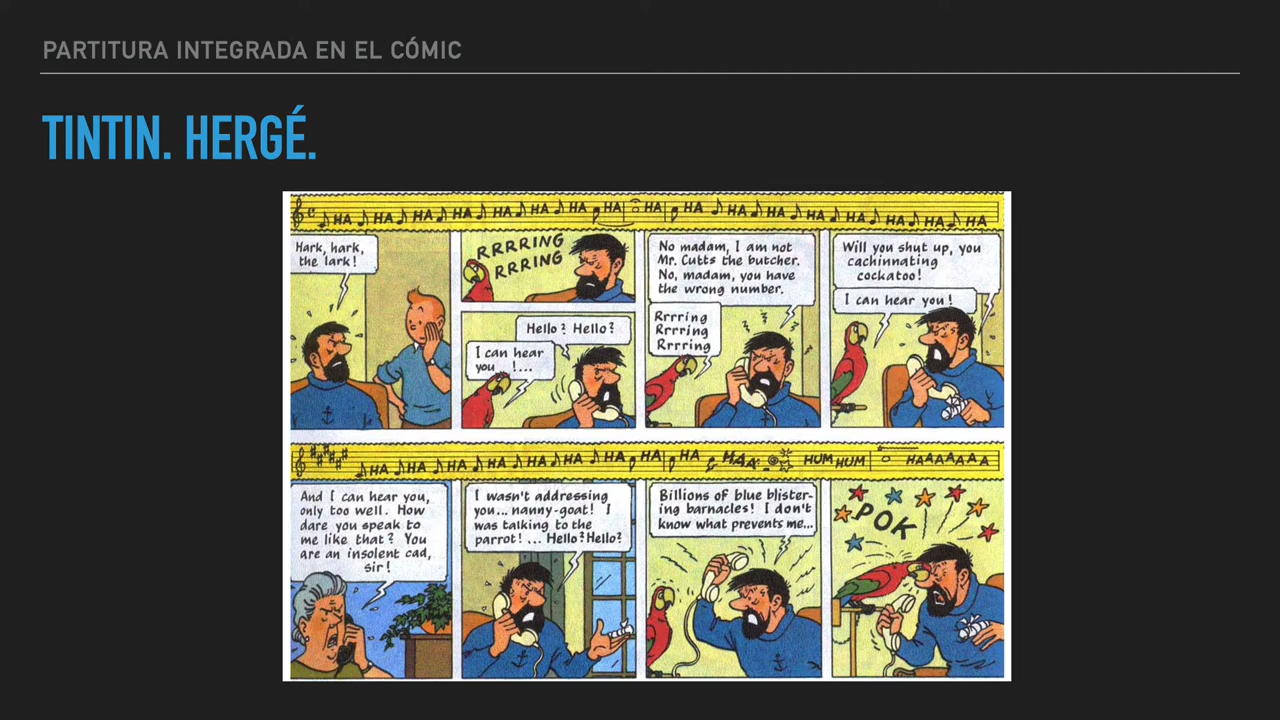 PARTITURA INTEGRADA EN EL CÓMIC
TINTIN. HERGÉ.
HA HA HA HA HA HA HA HA HA HA HA HA HA HA HA HA HA HA
Hark, hark,
the lark!
RRRRING
RRRING
Hello? Hello?
I can hear
you !...
No madam, I am not
Mr. Cutts the butcher.
No, madam, you have
the wrong number.
Rrrring
Rrrring
Rrrring
Will you shut up, you
cachinnating
cockatoo!
I can hear you!
HA HA HA HA HA HA HA HA HA HAA HUM HUM HAAAAAAA
And I can hear you,
only too well. How
dare you speak to
me like that? You
are an insolent cad,
sir!
I wasn't addressing
you... nanny-goat! I
was talking to the
parrot! ... Hello? Hello?
Billions of blue blister-
ing barnacles! I don't
know what prevents me...
POK